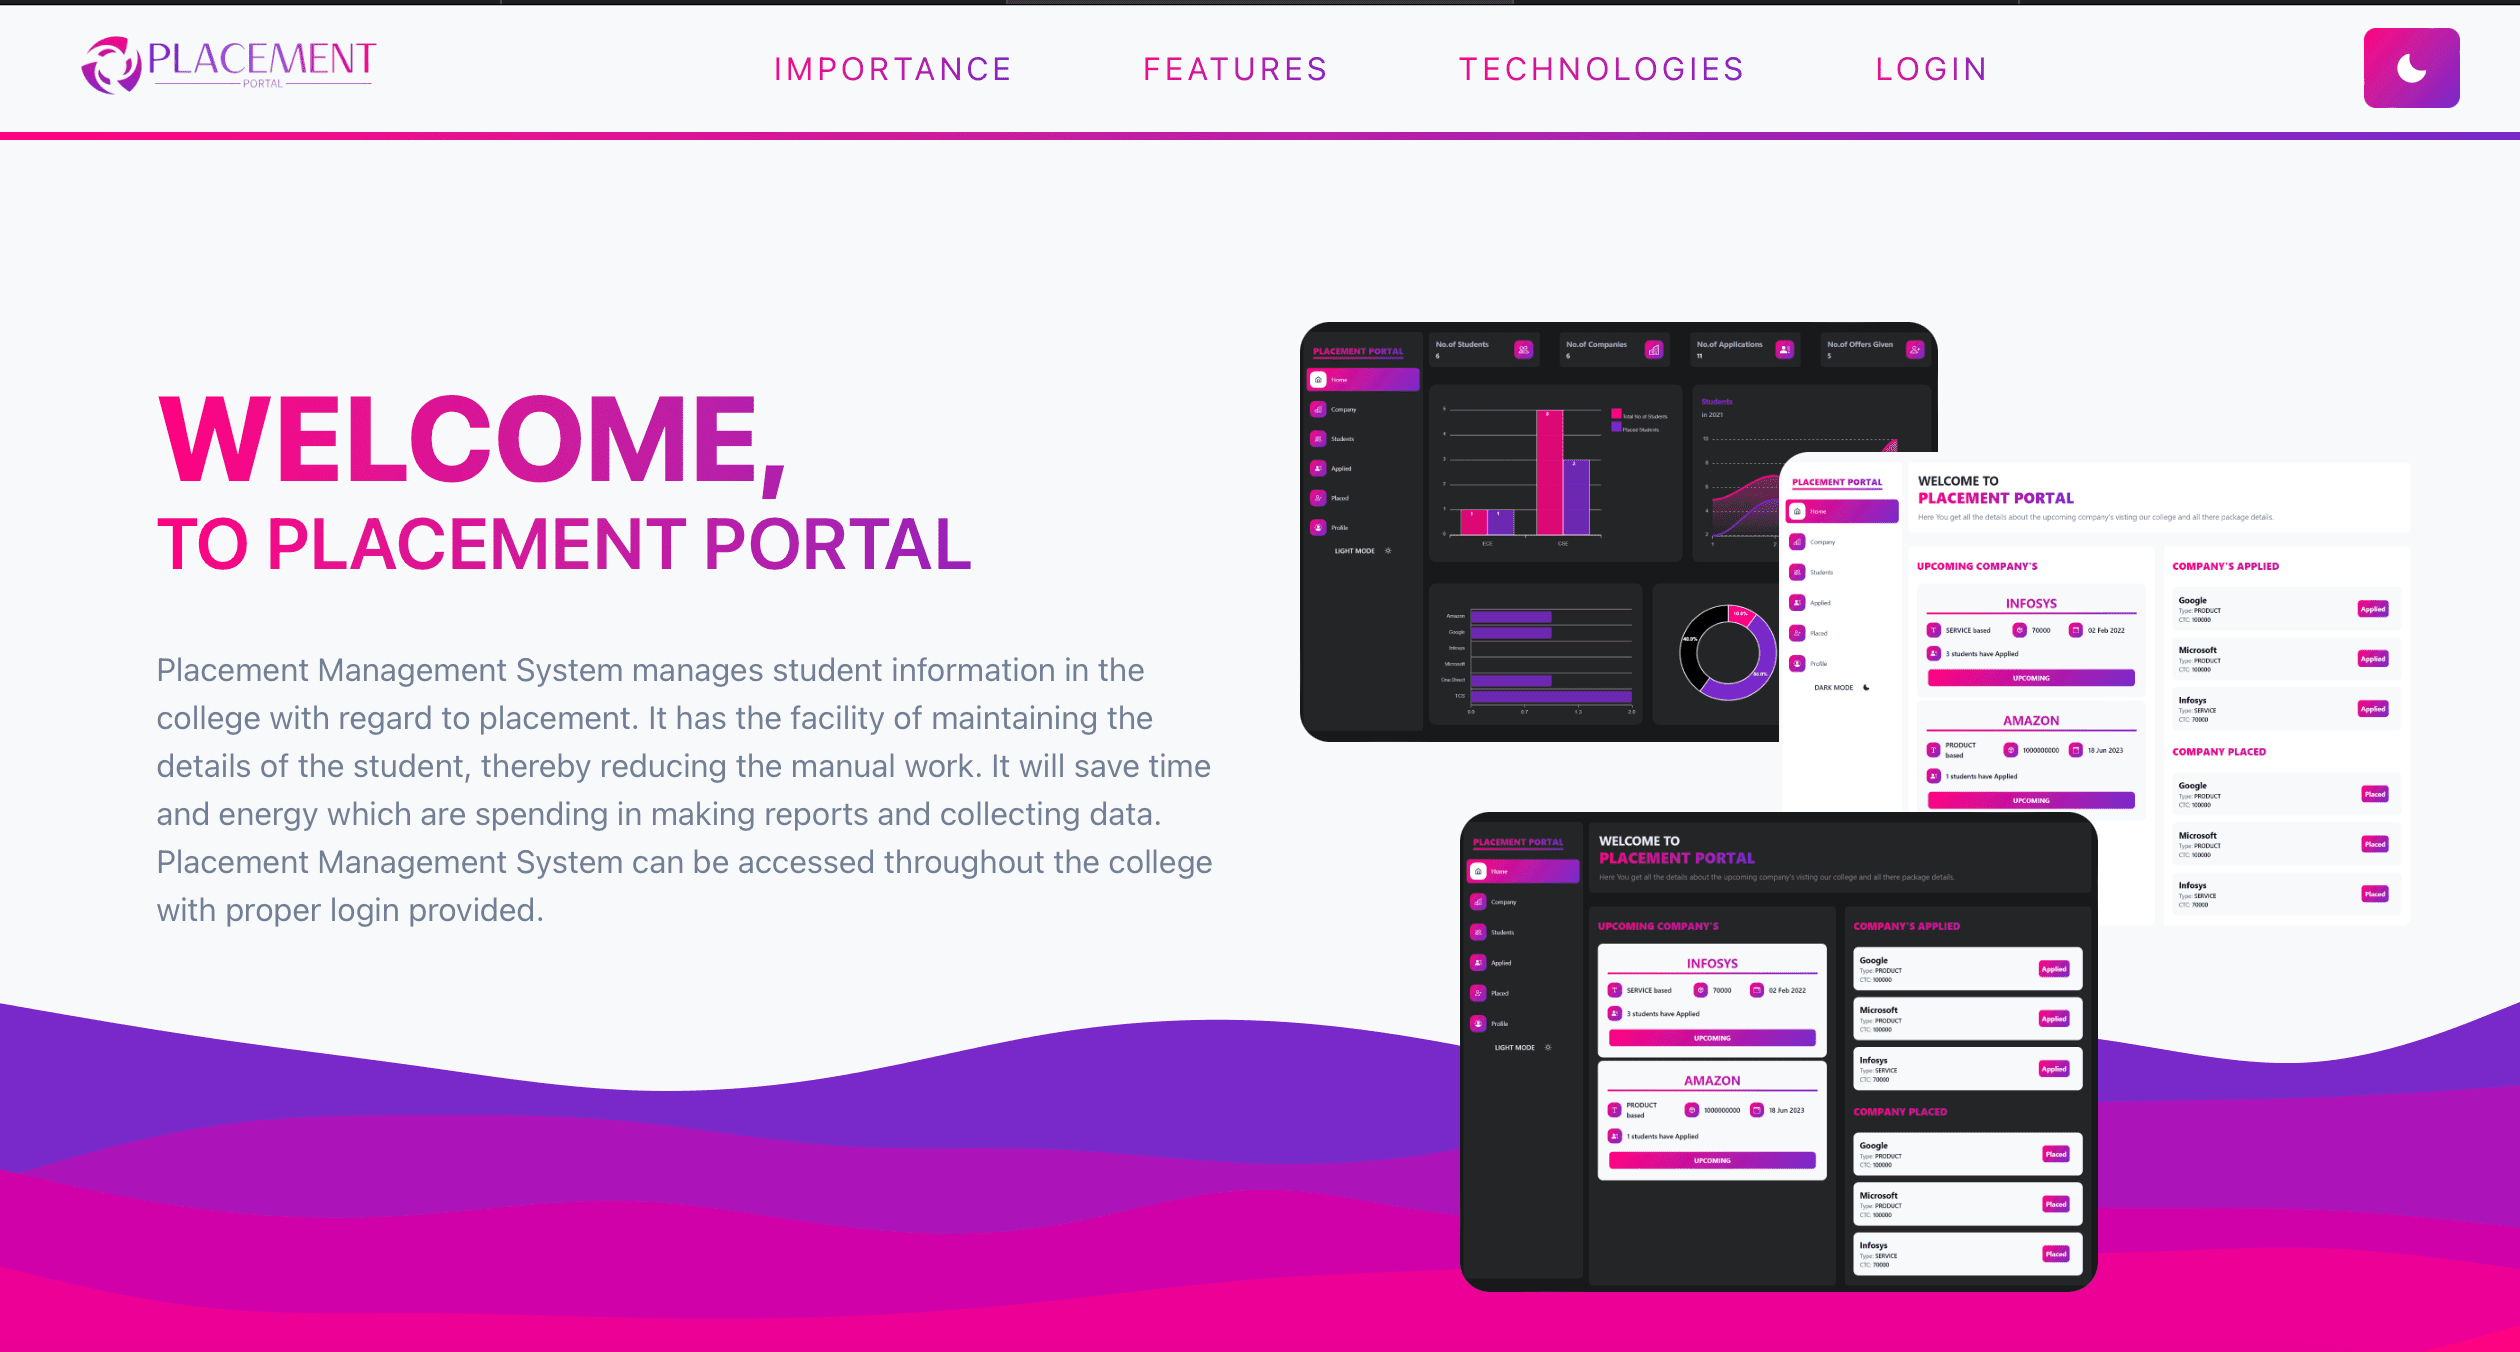 PLACEMENT
PORTAL
IMPORTANCE
FEATURES
TECHNOLOGIES
LOGIN
WELCOME,
TO PLACEMENT PORTAL
Placement Management System manages student information in the
college with regard to placement. It has the facility of maintaining the
details of the student, thereby reducing the manual work. It will save time
and energy which are spending in making reports and collecting data.
Placement Management System can be accessed throughout the college
with proper login provided.
PLACEMENT PORTAL
Home
Company
Students
Applied
Placed
Profile
LIGHT MODE
No.of Students
6
No.of Companies
6
No.of Applications
11
No.of Offers Given
5
Total No.of Students
Placed Students
Students
in 2021
Amazon
Google
Infosys
Microsoft
TCS
PLACEMENT PORTAL
Home
Company
Students
Applied
Placed
Profile
DARK MODE
WELCOME TO
PLACEMENT PORTAL
Here You get all the details about the upcoming company's visting our college and all there package details.
UPCOMING COMPANY'S
INFOSYS
SERVICE based
70000
02 Feb 2022
3 students have Applied
UPCOMING
AMAZON
PRODUCT
based
1000000000
18 Jun 2023
1 students have Applied
UPCOMING
COMPANY'S APPLIED
Google
Type: PRODUCT
CTC: 100000
Applied
Microsoft
Type: PRODUCT
CTC: 100000
Applied
Infosys
Type: SERVICE
CTC: 70000
Applied
COMPANY PLACED
Google
Type: PRODUCT
CTC: 100000
Placed
Microsoft
Type: PRODUCT
CTC: 100000
Placed
Infosys
Type: SERVICE
CTC: 70000
Placed
PLACEMENT PORTAL
Home
Company
Students
Applied
Placed
Profile
LIGHT MODE
WELCOME TO
PLACEMENT PORTAL
Here You get all the details about the upcoming company's visting our college and all there package details.
UPCOMING COMPANY'S
INFOSYS
SERVICE based
70000
02 Feb 2022
3 students have Applied
UPCOMING
AMAZON
PRODUCT
based
1000000000
18 Jun 2023
1 students have Applied
UPCOMING
COMPANY'S APPLIED
Google
Type: PRODUCT
CTC: 100000
Applied
Microsoft
Type: PRODUCT
CTC: 100000
Applied
Infosys
Type: SERVICE
CTC: 70000
Applied
COMPANY PLACED
Google
Type: PRODUCT
CTC: 100000
Placed
Microsoft
Type: PRODUCT
CTC: 100000
Placed
Infosys
Type: SERVICE
CTC: 70000
Placed